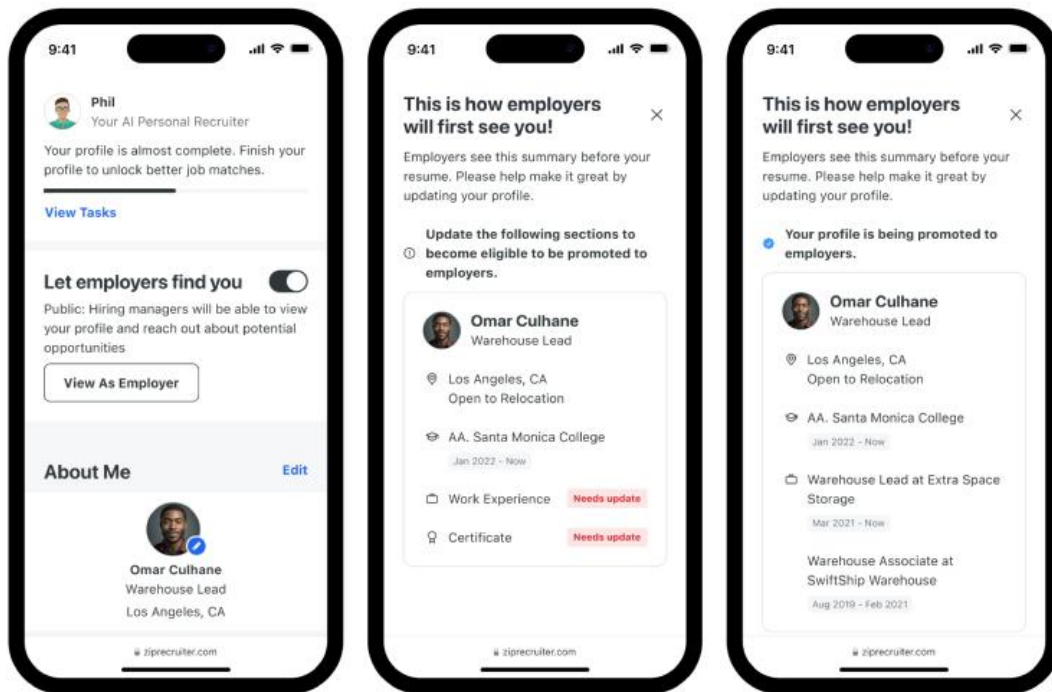 9:41
Phil
Your AI Personal Recruiter
Your profile is almost complete. Finish your
profile to unlock better job matches.
View Tasks
Let employers find you
Public: Hiring managers will be able to view
your profile and reach out about potential
opportunities
View As Employer
About Me
Edit
Omar Culhane
Warehouse Lead
Los Angeles, CA
ziprecruiter.com
9:41
This is how employers
will first see you!
Employers see this summary before your
resume. Please help make it great by
updating your profile.
Update the following sections to
become eligible to be promoted to
employers.
Omar Culhane
Warehouse Lead
Los Angeles, CA
Open to Relocation
AA. Santa Monica College
Jan 2022 - Now
Work Experience
Needs update
Certificate
Needs update
ziprecruiter.com
9:41
This is how employers
will first see you!
Employers see this summary before your
resume. Please help make it great by
updating your profile.
Your profile is being promoted to
employers.
Omar Culhane
Warehouse Lead
Los Angeles, CA
Open to Relocation
AA. Santa Monica College
Jan 2022 - Now
Warehouse Lead at Extra Space
Storage
Mar 2021 - Now
Warehouse Associate at
SwiftShip Warehouse
Aug 2019 - Feb 2021
ziprecruiter.com